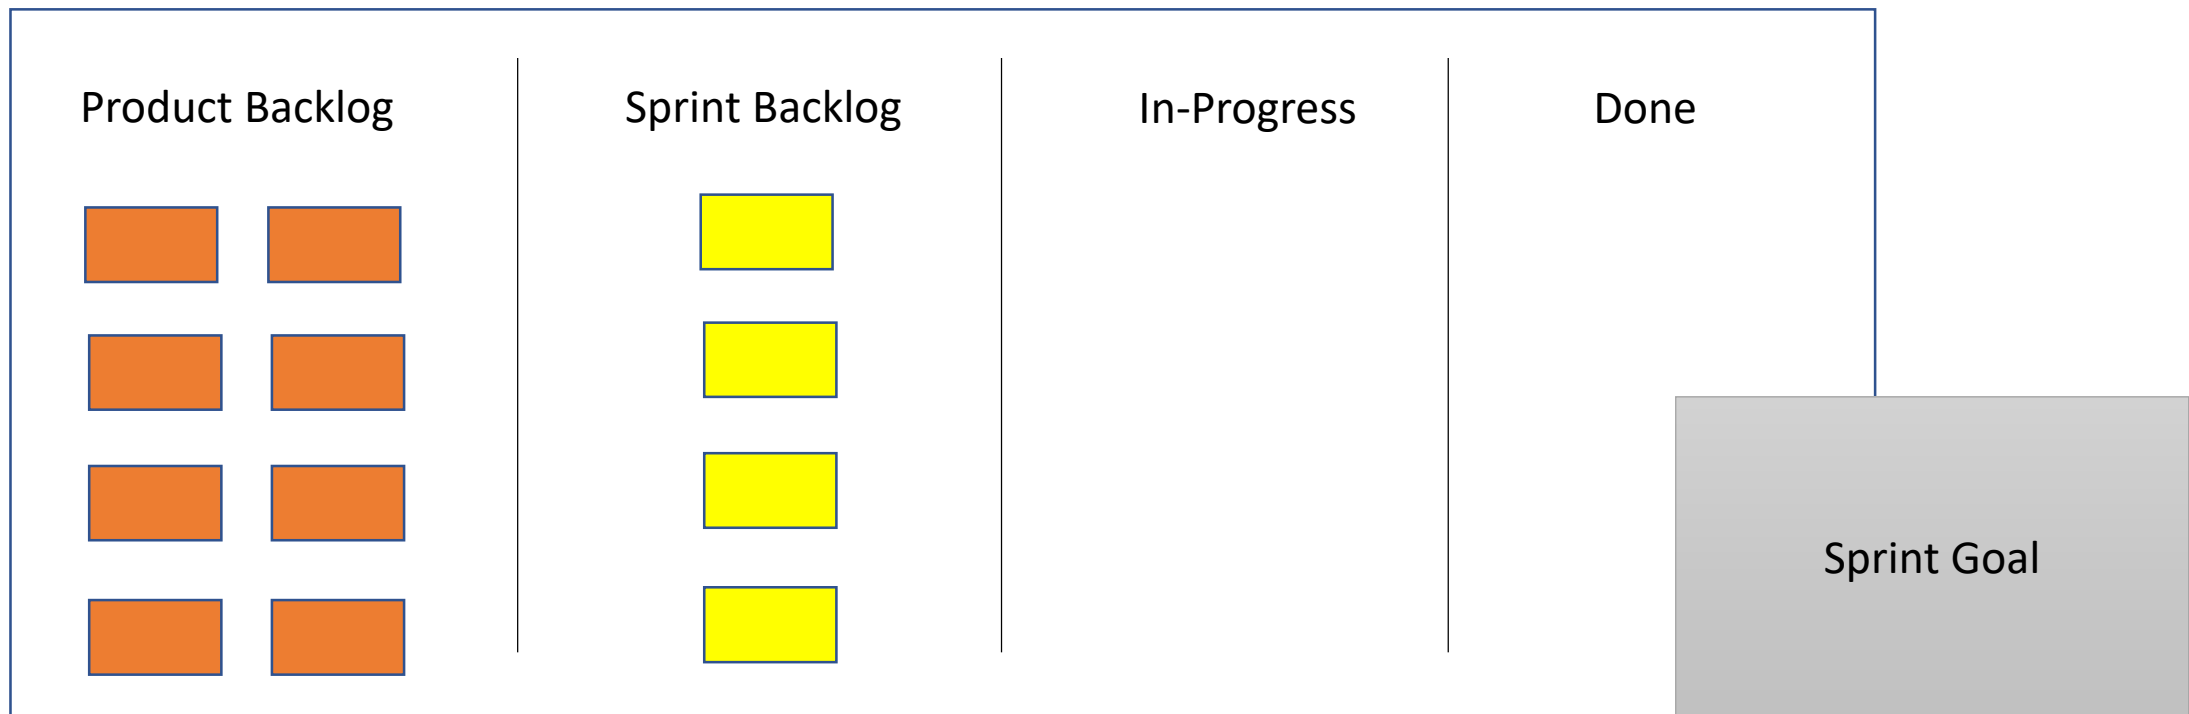 Product Backlog
Sprint Backlog
In-Progress
Done
Sprint Goal